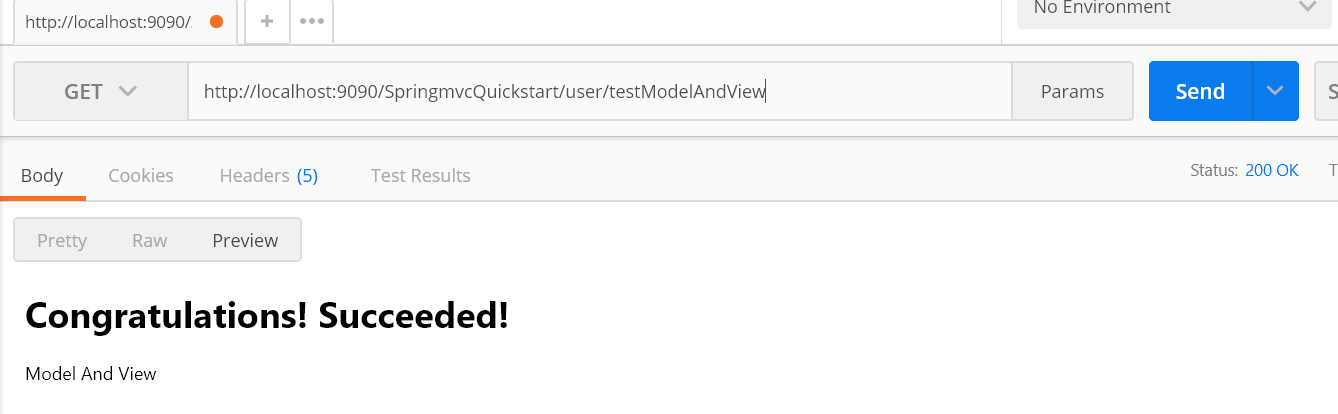 http://localhost:9090/
No Environment
GET
http://localhost:9090/SpringmvcQuickstart/user/testModelAndView
Params
Send
S
Body
Cookies
Headers (5)
Test Results
Status: 200 OK
T
Pretty
Raw
Preview
Congratulations! Succeeded!
Model And View